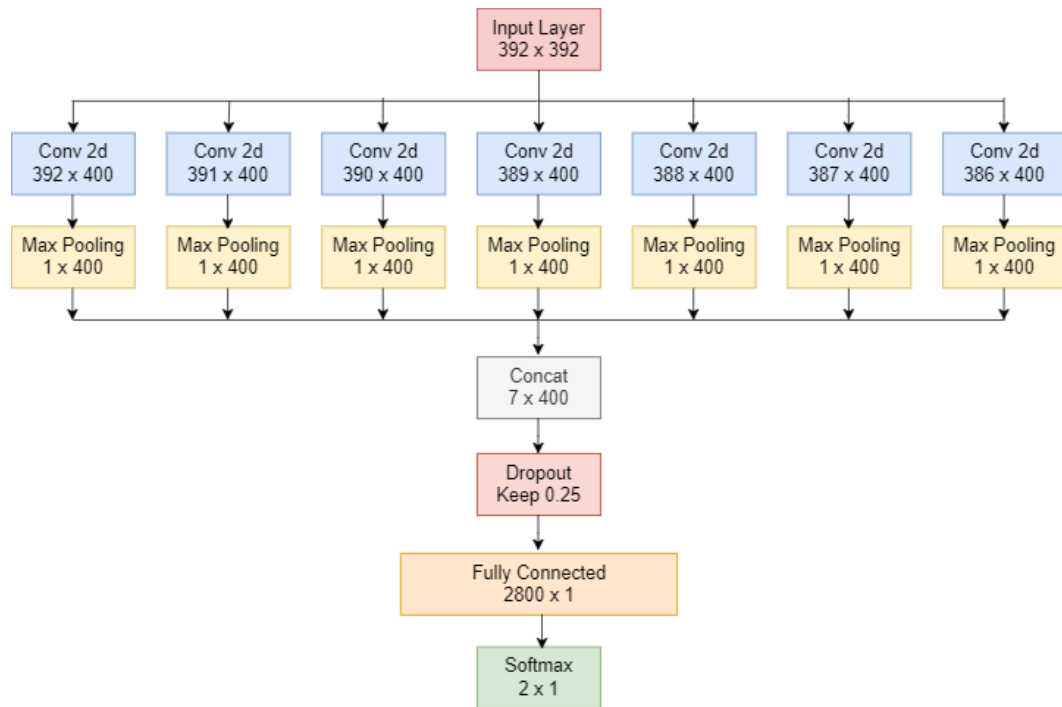 Input Layer
392 x 392
Conv 2d
392 x 400
Conv 2d
391 x 400
Conv 2d
390 x 400
Conv 2d
389 x 400
Conv 2d
388 x 400
Conv 2d
387 x 400
Conv 2d
386 x 400
Max Pooling
1 x 400
Max Pooling
1 x 400
Max Pooling
1 x 400
Max Pooling
1 x 400
Max Pooling
1 x 400
Max Pooling
1 x 400
Max Pooling
1 x 400
Concat
7 x 400
Dropout
Keep 0.25
Fully Connected
2800 x 1
Softmax
2 x 1